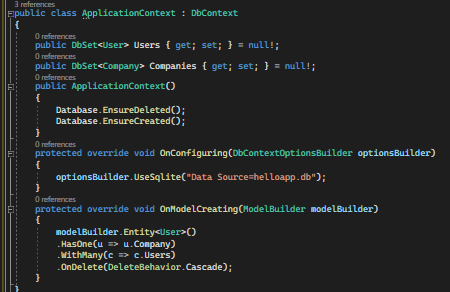 3 references
public class ApplicationContext : DbContext
{
0 references
public DbSet<User> Users { get; set; } = null!;
0 references
public DbSet<Company> Companies { get; set; } = null!;
0 references
public ApplicationContext()
{
Database.EnsureDeleted();
Database.EnsureCreated();
}
0 references
protected override void OnConfiguring(DbContextOptionsBuilder optionsBuilder)
{
optionsBuilder.UseSqlite("Data Source=helloapp.db");
}
0 references
protected override void OnModelCreating(ModelBuilder modelBuilder)
{
modelBuilder.Entity<User>()
.HasOne(u => u.Company)
.WithMany(c => c.Users)
.OnDelete(DeleteBehavior.Cascade);
}
}